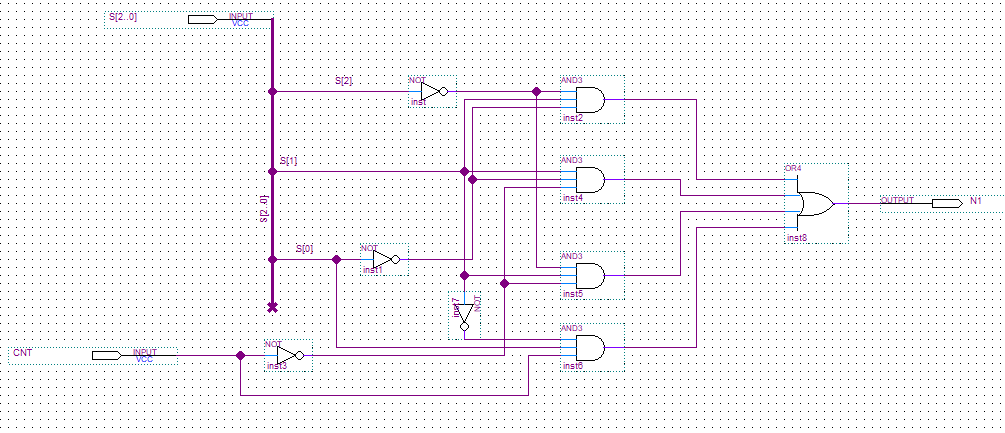 S[2..0]
INPUT
VCC
S[2]
NOT
inst
AND3
inst2
S[1]
AND3
inst4
OR4
inst8
OUTPUT
N1
S[2..0]
S[0]
NOT
inst1
AND3
inst5
inst7
NOT
CNT
INPUT
VCC
NOT
inst3
AND3
inst6